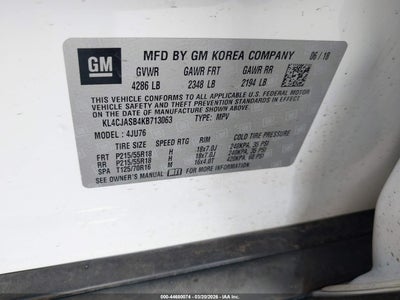 GM
MFD BY GM KOREA COMPANY 06/18
GVWR GAWR FRT GAWR RR
4286 LB 2348 LB 2194 LB
THIS VEHICLE CONFORMS TO ALL APPLICABLE U.S. FEDERAL MOTOR
VEHICLE SAFETY, BUMPER, AND THEFT PREVENTION STANDARDS IN EFFECT ON THE
DATE OF MANUFACTURE SHOWN ABOVE.
KL4CJASB4KB713063 TYPE: MPV
MODEL: 4JU76
TIRE SIZE SPEED RTG RIM COLD TIRE PRESSURE
FRT P215/55R18 H 18x7.0J 240KPA, 35 PSI
RR P215/55R18 H 18x7.0J 240KPA, 35 PSI
SPA T125/70R16 M 16x4.0T 420KPA, 60 PSI
SEE OWNER'S MANUAL FOR ADDITIONAL INFORMATION
000-44600074 - 03/20/2026 - IAA, Inc.